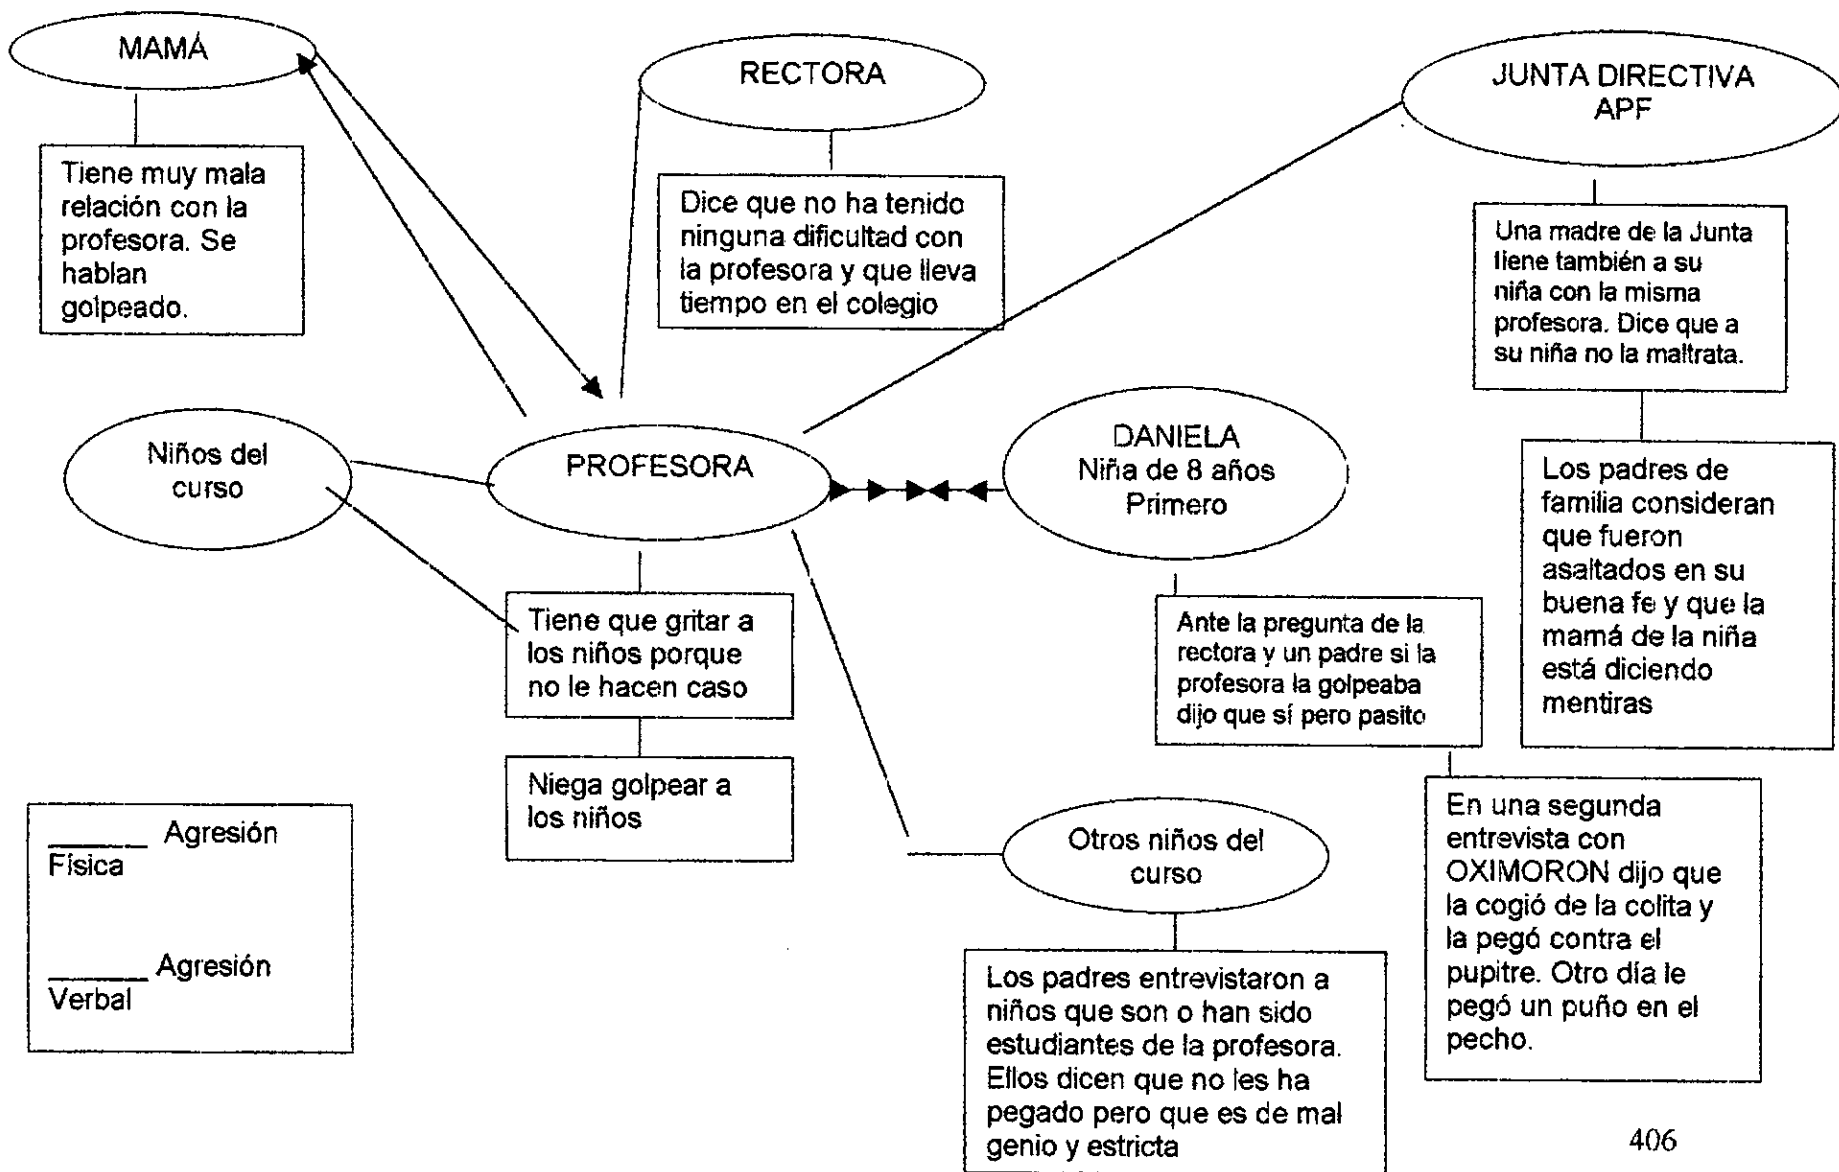 MAMÁ
Tiene muy mala
relación con la
profesora. Se
hablan
golpeado.
RECTORA
Dice que no ha tenido
ninguna dificultad con
la profesora y que lleva
tiempo en el colegio
JUNTA DIRECTIVA
APF
Una madre de la Junta
tiene también a su
niña con la misma
profesora. Dice que a
su niña no la maltrata.
Los padres de
familia consideran
que fueron
asaltados en su
buena fe y que la
mamá de la niña
está diciendo
mentiras
Niños del
curso
PROFESORA
Tiene que gritar a
los niños porque
no le hacen caso
Niega golpear a
los niños
DANIELA
Niña de 8 años
Primero
Ante la pregunta de la
rectora y un padre si la
profesora la golpeaba
dijo que sí pero pasito
En una segunda
entrevista con
OXIMORON dijo que
la cogió de la colita y
la pegó contra el
pupitre. Otro día le
pegó un puño en el
pecho.
Otros niños del
curso
Los padres entrevistaron a
niños que son o han sido
estudiantes de la profesora.
Ellos dicen que no les ha
pegado pero que es de mal
genio y estricta
______ Agresión
Física
______ Agresión
Verbal
406